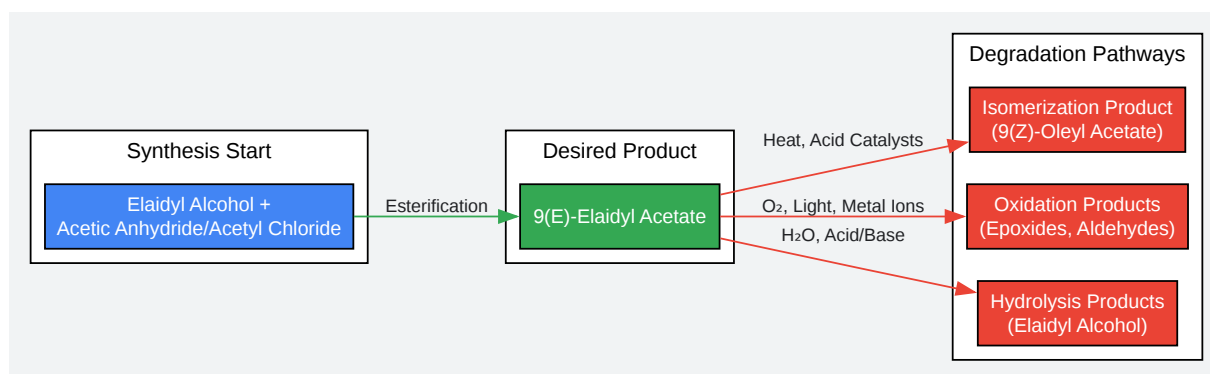 Synthesis Start
Elaidyl Alcohol +
Acetic Anhydride/Acetyl Chloride
Esterification
Desired Product
9(E)-Elaidyl Acetate
Heat, Acid Catalysts
O₂, Light, Metal Ions
H₂O, Acid/Base
Degradation Pathways
Isomerization Product
(9(Z)-Oleyl Acetate)
Oxidation Products
(Epoxides, Aldehydes)
Hydrolysis Products
(Elaidyl Alcohol)